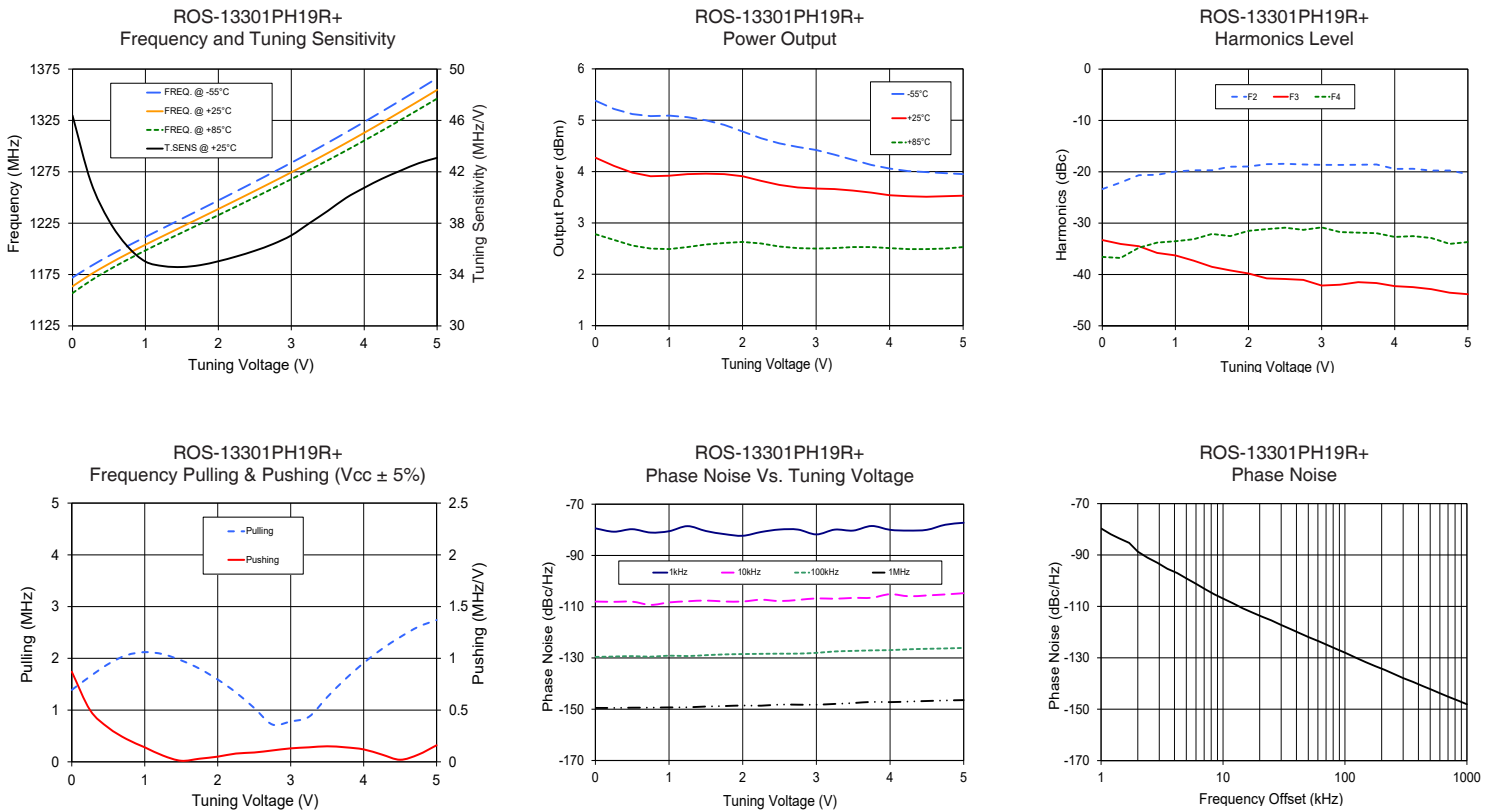 ROS-13301PH19R+
Frequency and Tuning Sensitivity
1375
1325
1275
1225
1175
1125
Frequency (MHz)
FREQ. @ -55°C
FREQ. @ +25°C
FREQ. @ +85°C
T.SENS @ +25°C
50
46
42
38
34
30
Tuning Sensitivity (MHz/V)
0 1 2 3 4 5
Tuning Voltage (V)
ROS-13301PH19R+
Power Output
6
5
4
3
2
1
Output Power (dBm)
-55°C
+25°C
+85°C
0 1 2 3 4 5
Tuning Voltage (V)
ROS-13301PH19R+
Harmonics Level
0
-10
-20
-30
-40
-50
Harmonics (dBc)
F2 F3 F4
0 1 2 3 4 5
Tuning Voltage (V)
ROS-13301PH19R+
Frequency Pulling & Pushing (Vcc ± 5%)
5
4
3
2
1
0
Pulling (MHz)
Pulling
Pushing
2.5
2
1.5
1
0.5
0
Pushing (MHz/V)
0 1 2 3 4 5
Tuning Voltage (V)
ROS-13301PH19R+
Phase Noise Vs. Tuning Voltage
-70
-90
-110
-130
-150
-170
Phase Noise (dBc/Hz)
1kHz 10kHz 100kHz 1MHz
0 1 2 3 4 5
Tuning Voltage (V)
ROS-13301PH19R+
Phase Noise
-70
-90
-110
-130
-150
-170
Phase Noise (dBc/Hz)
1 10 100 1000
Frequency Offset (kHz)